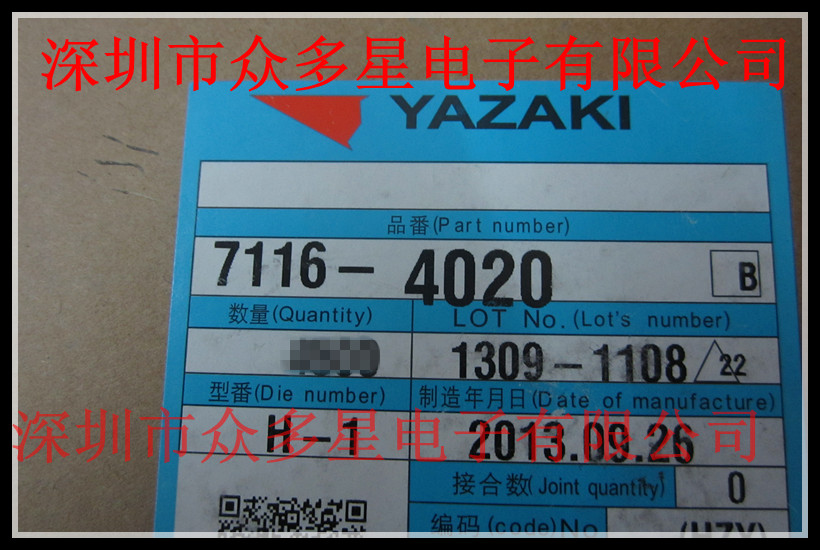 深圳市众多星电子有限公司
YAZAKI
品番(Part number)
7116-4020 B
数量(Quantity) LOT No.(Lot's number)
1309-1108/22
型番(Die number) 制造年月日(Date of manufacture)
H-1 2013.09.26
深圳市众多星电子有限公司
接合数(Joint quantity) 0
编码(code)No (HZY)